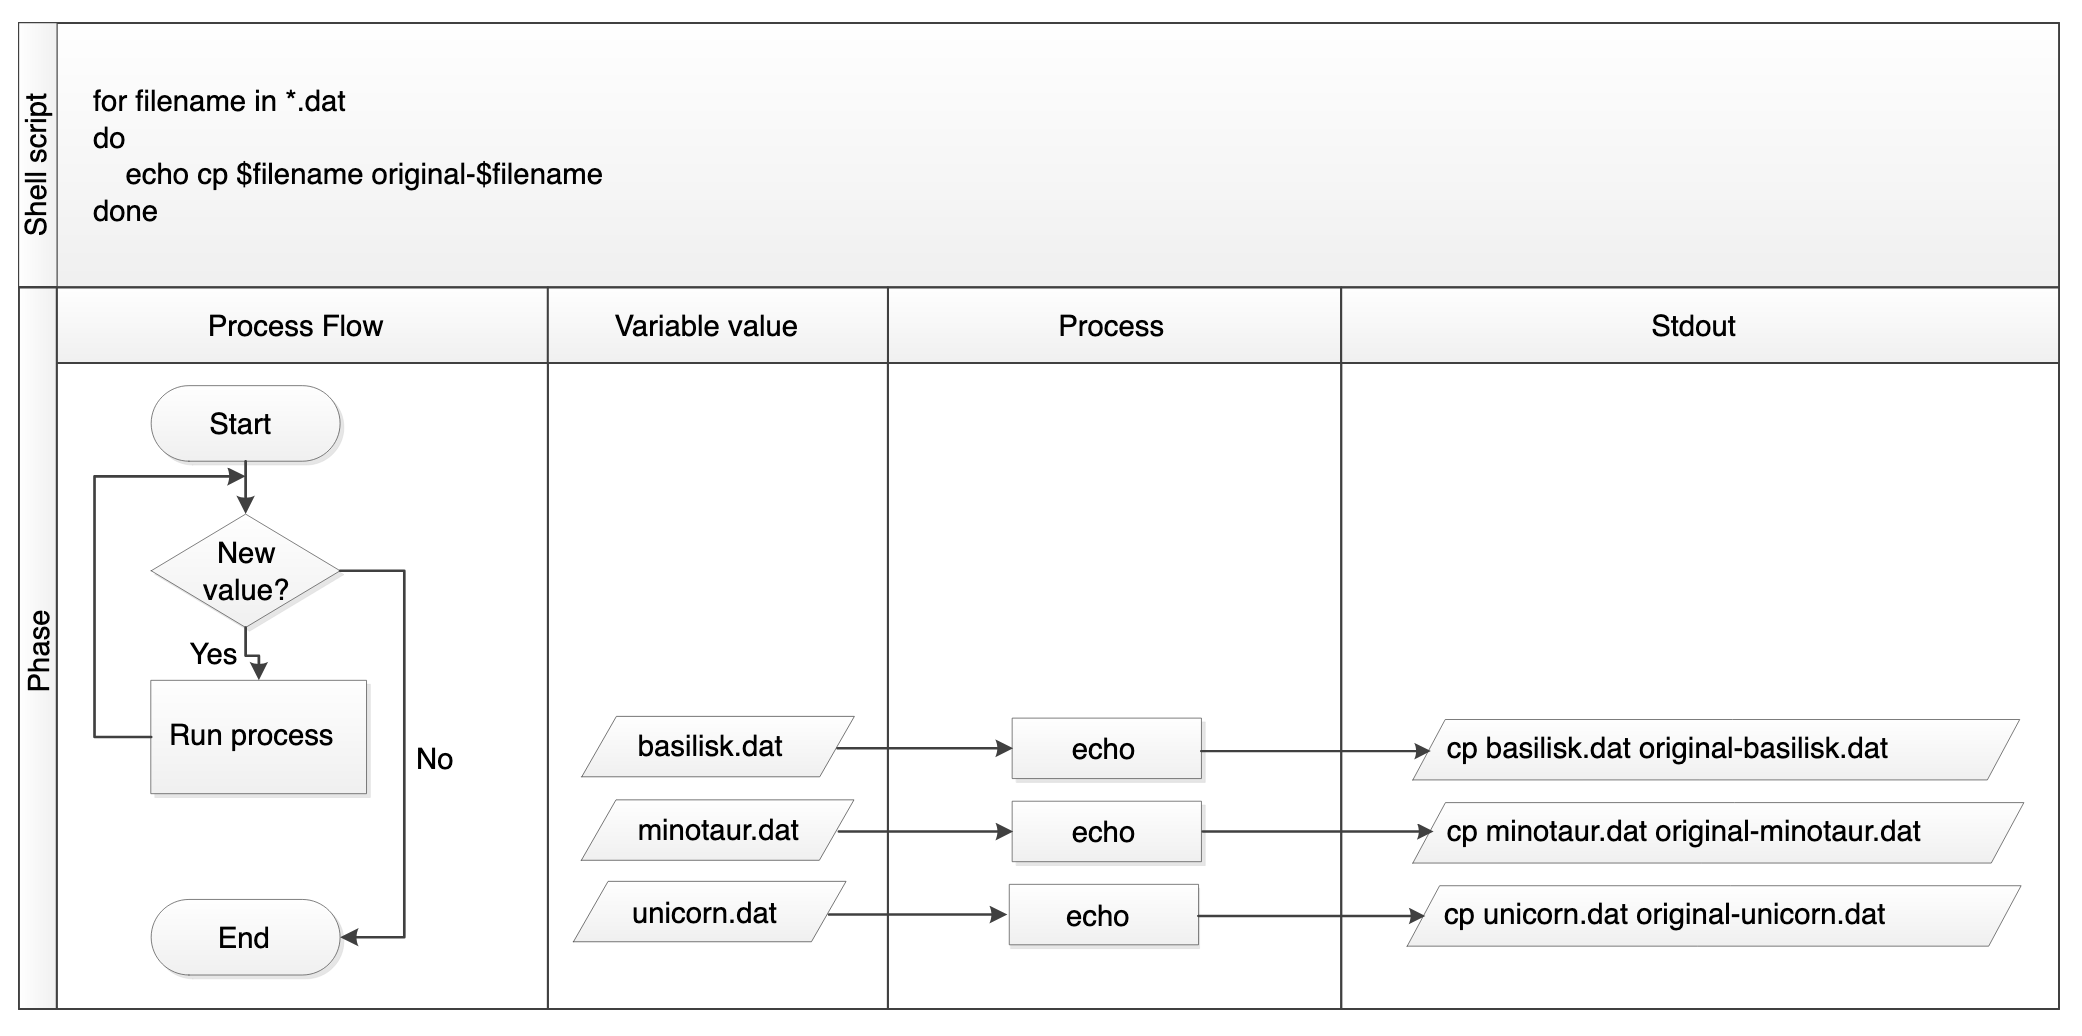 Shell script
for filename in *.dat
do
echo cp $filename original-$filename
done
Phase
Process Flow
Variable value
Process
Stdout
Start
New
value?
Yes
Run process
No
End
basilisk.dat
echo
cp basilisk.dat original-basilisk.dat
minotaur.dat
echo
cp minotaur.dat original-minotaur.dat
unicorn.dat
echo
cp unicorn.dat original-unicorn.dat